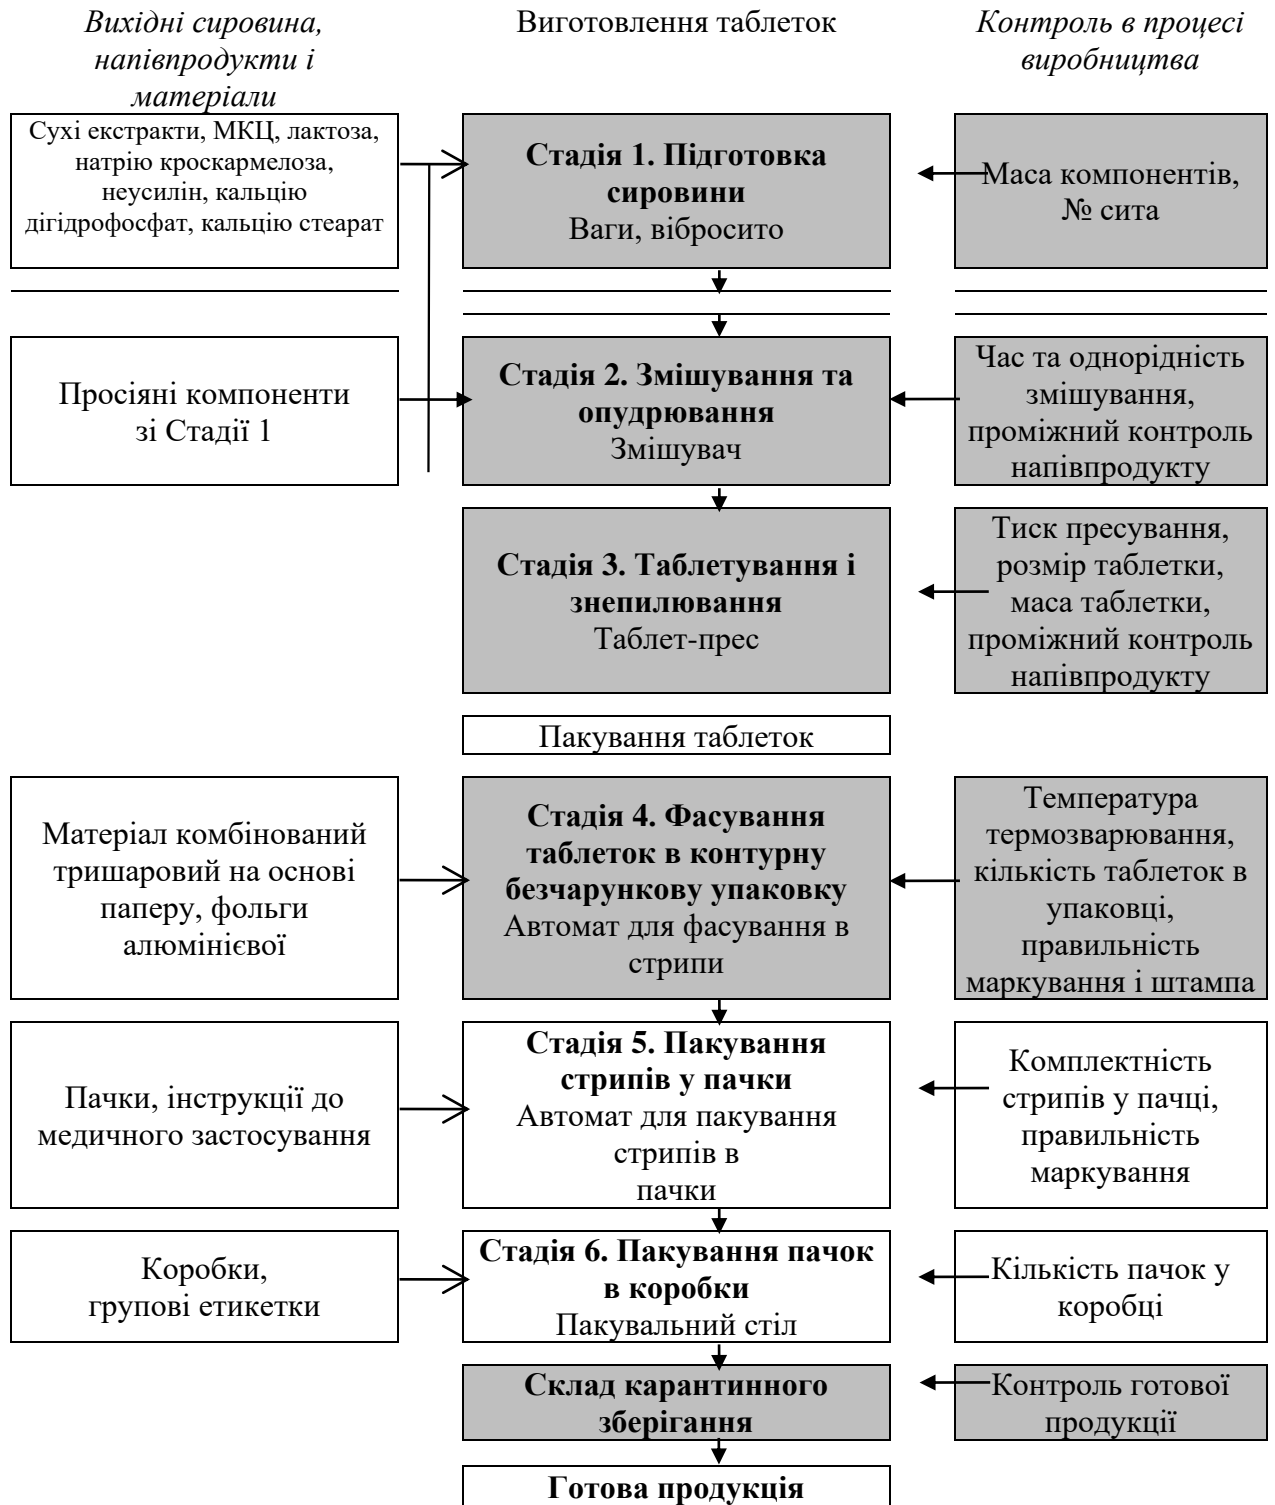 Вихідні сировина,
напівпродукти і
матеріали
Виготовлення таблеток
Контроль в процесі
виробництва
Сухі екстракти, МКЦ, лактоза,
натрію кроскармелоза,
неусилін, кальцію
дігідрофосфат, кальцію стеарат
Стадія 1. Підготовка
сировини
Ваги, вібросито
Маса компонентів,
№ сита
Просіяні компоненти
зі Стадії 1
Стадія 2. Змішування та
опудрювання
Змішувач
Час та однорідність
змішування,
проміжний контроль
напівпродукту
Стадія 3. Таблетування і
знепилювання
Таблет-прес
Тиск пресування,
розмір таблетки,
маса таблетки,
проміжний контроль
напівпродукту
Пакування таблеток
Матеріал комбінований
тришаровий на основі
паперу, фольги
алюмінієвої
Стадія 4. Фасування
таблеток в контурну
безчарункову упаковку
Автомат для фасування в
стрипи
Температура
термозварювання,
кількість таблеток в
упаковці,
правильність
маркування і штампа
Пачки, інструкції до
медичного застосування
Стадія 5. Пакування
стрипів у пачки
Автомат для пакування
стрипів в
пачки
Комплектність
стрипів у пачці,
правильність
маркування
Коробки,
групові етикетки
Стадія 6. Пакування пачок
в коробки
Пакувальний стіл
Кількість пачок у
коробці
Склад карантинного
зберігання
Контроль готової
продукції
Готова продукція